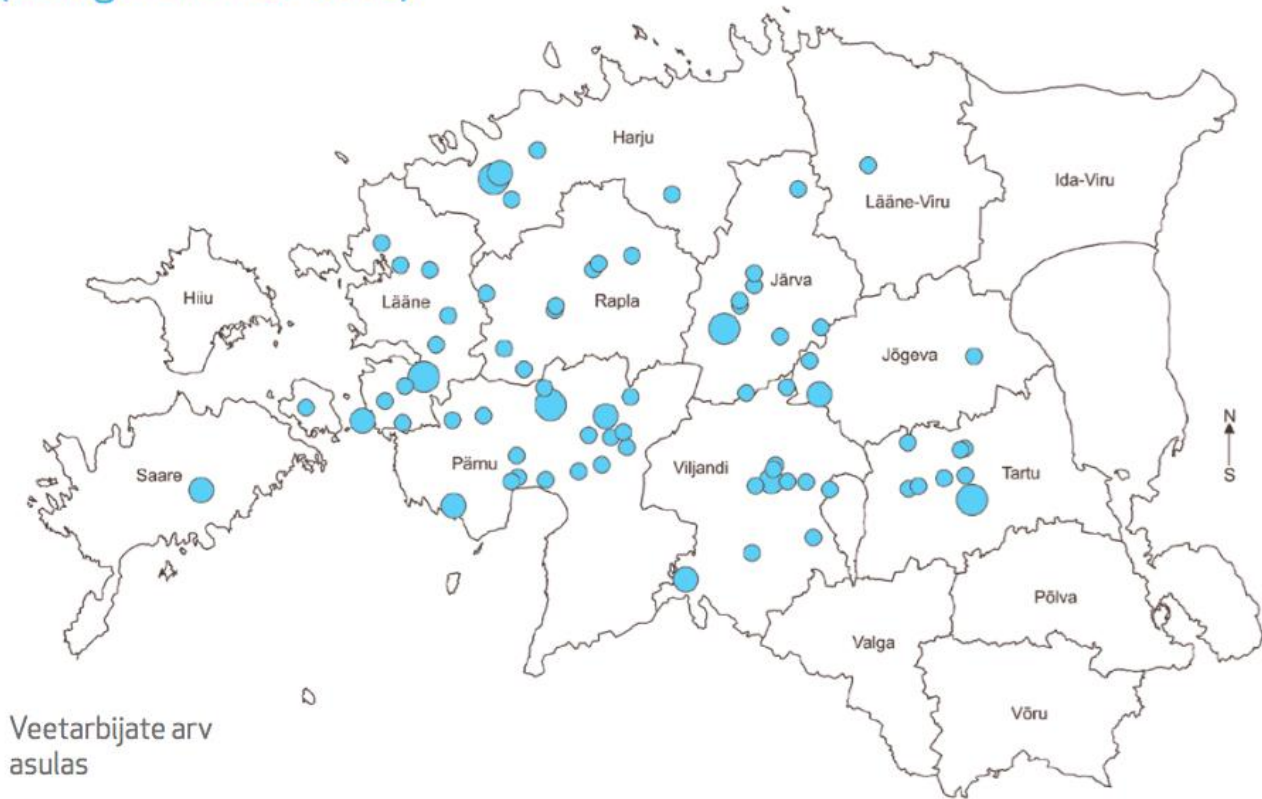 Harju
Lääne-Viru
Ida-Viru
Hiiu
Lääne
Rapla
Järva
Jõgeva
Saare
Pärnu
Viljandi
Tartu
N
S
Põlva
Valga
Võru
Veetarbijate arv
asulas